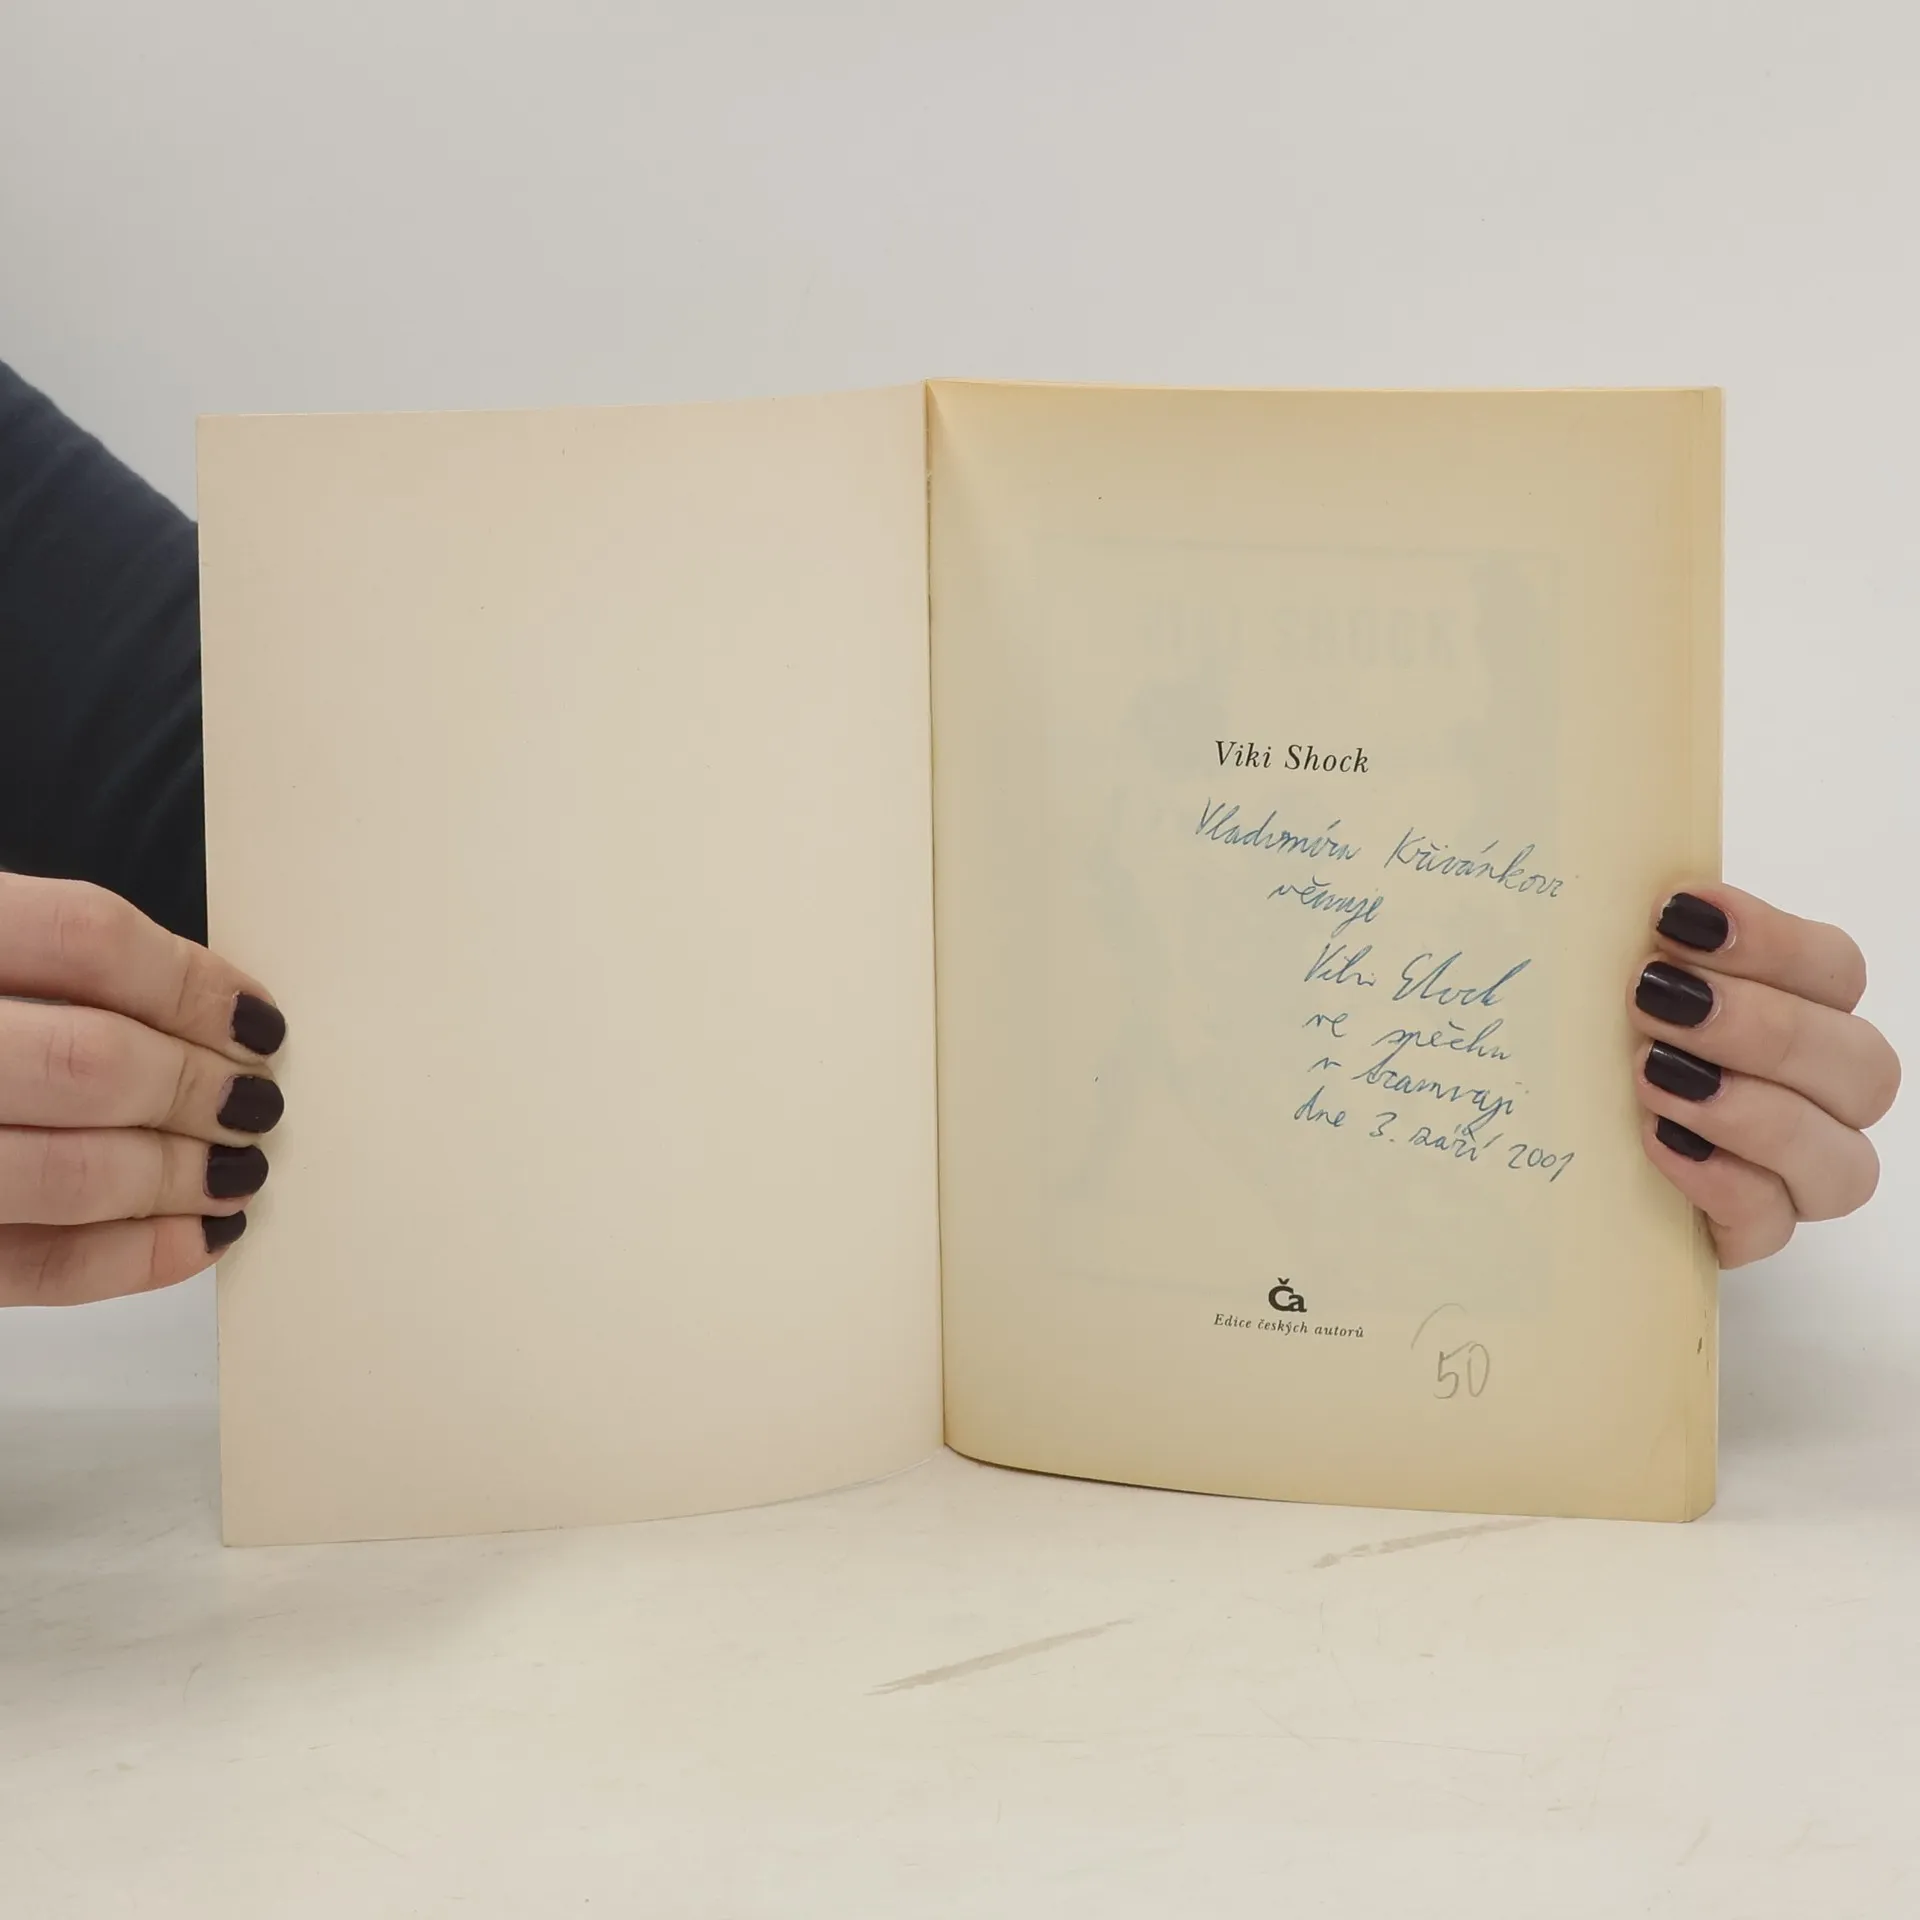 Viki Shock
Vladimíru Křivánkovi
věnuje
Viki Shock
ve spěchu
v tramvaji
dne 3. září 2001
Ča
Edice českých autorů
50